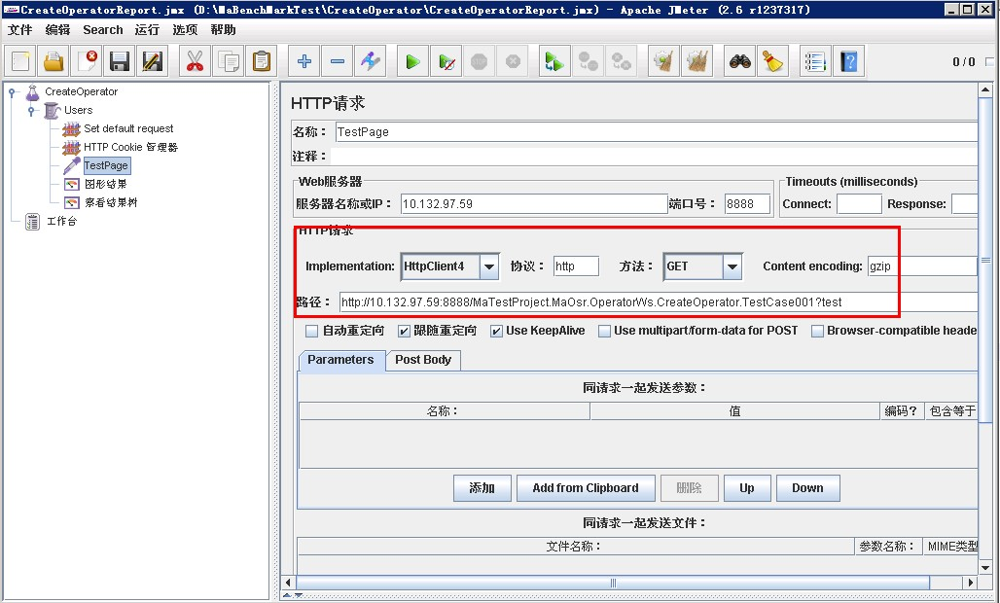 CreateOperatorReport.jmx (D:\MaBenchMarkTest\CreateOperator\CreateOperatorReport.jmx) - Apache JMeter (2.6 r1237317)
文件 编辑 Search 运行 选项 帮助
0 / 0
CreateOperator
Users
Set default request
HTTP Cookie 管理器
TestPage
图形结果
察看结果树
工作台
HTTP请求
名称： TestPage
注释：
Web服务器
服务器名称或IP： 10.132.97.59 端口号： 8888
Timeouts (milliseconds)
Connect: Response:
HTTP请求
Implementation: HttpClient4 协议： http 方法： GET Content encoding: gzip
路径： http://10.132.97.59:8888/MaTestProject.MaOsr.OperatorWs.CreateOperator.TestCase001?test
自动重定向 跟随重定向 Use KeepAlive Use multipart/form-data for POST Browser-compatible heade
Parameters Post Body
同请求一起发送参数：
名称： 值 编码？ 包含等于
添加 Add from Clipboard 删除 Up Down
同请求一起发送文件：
文件名称： 参数名称： MIME类型